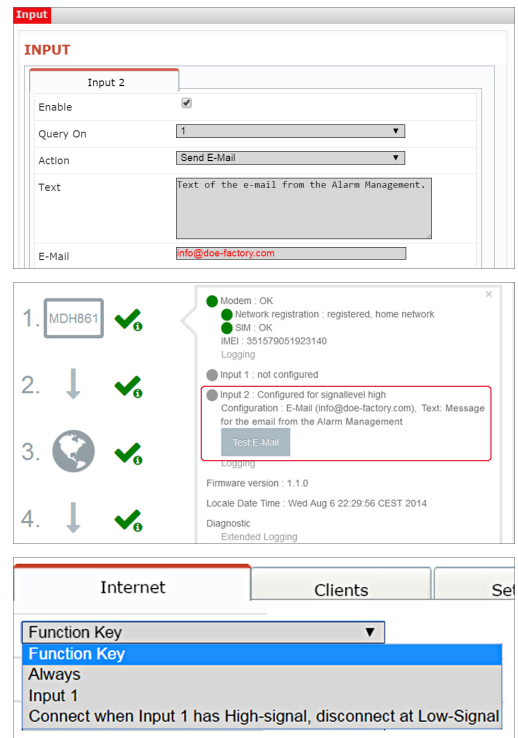 Input
INPUT
Input 2
Enable
Query On 1
Action Send E-Mail
Text Text of the e-mail from the Alarm Management.
E-Mail info@doe-factory.com
1. MDH861
2.
3.
4.
×
Modem : OK
Network registration : registered, home network
SIM : OK
IMEI : 351579051923140
Logging
Input 1 : not configured
Input 2 : Configured for signallevel high
Configuration : E-Mail (info@doe-factory.com), Text: Message
for the email from the Alarm Management
Test E-Mail
Logging
Firmware version : 1.1.0
Locale Date Time : Wed Aug 6 22:29:56 CEST 2014
Diagnostic
Extended Logging
Internet Clients Set
Function Key
Function Key
Always
Input 1
Connect when Input 1 has High-signal, disconnect at Low-Signal